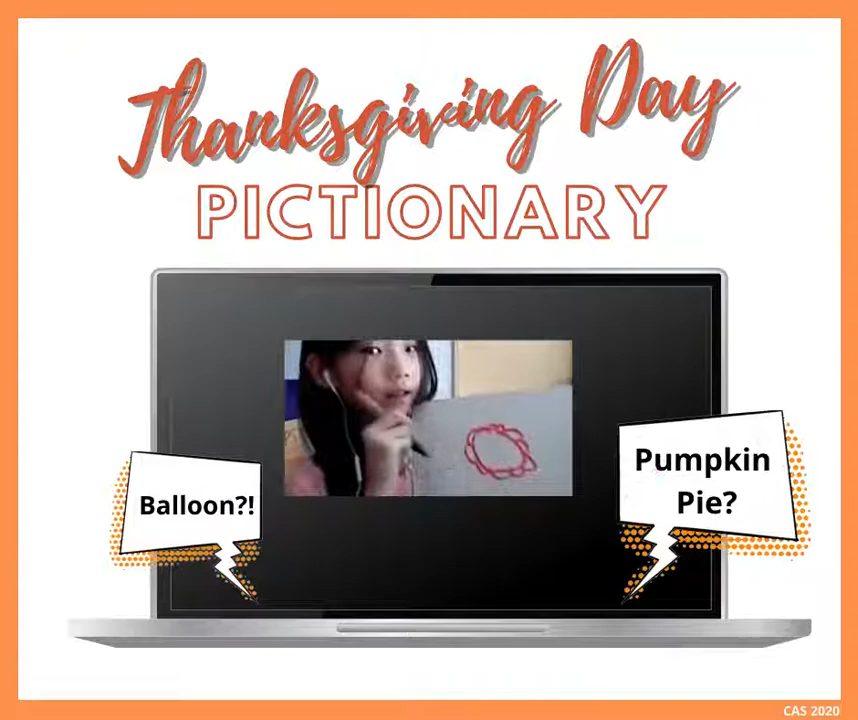 Thanksgiving Day
PICTIONARY
Balloon?!
Pumpkin
Pie?
CAS 2020